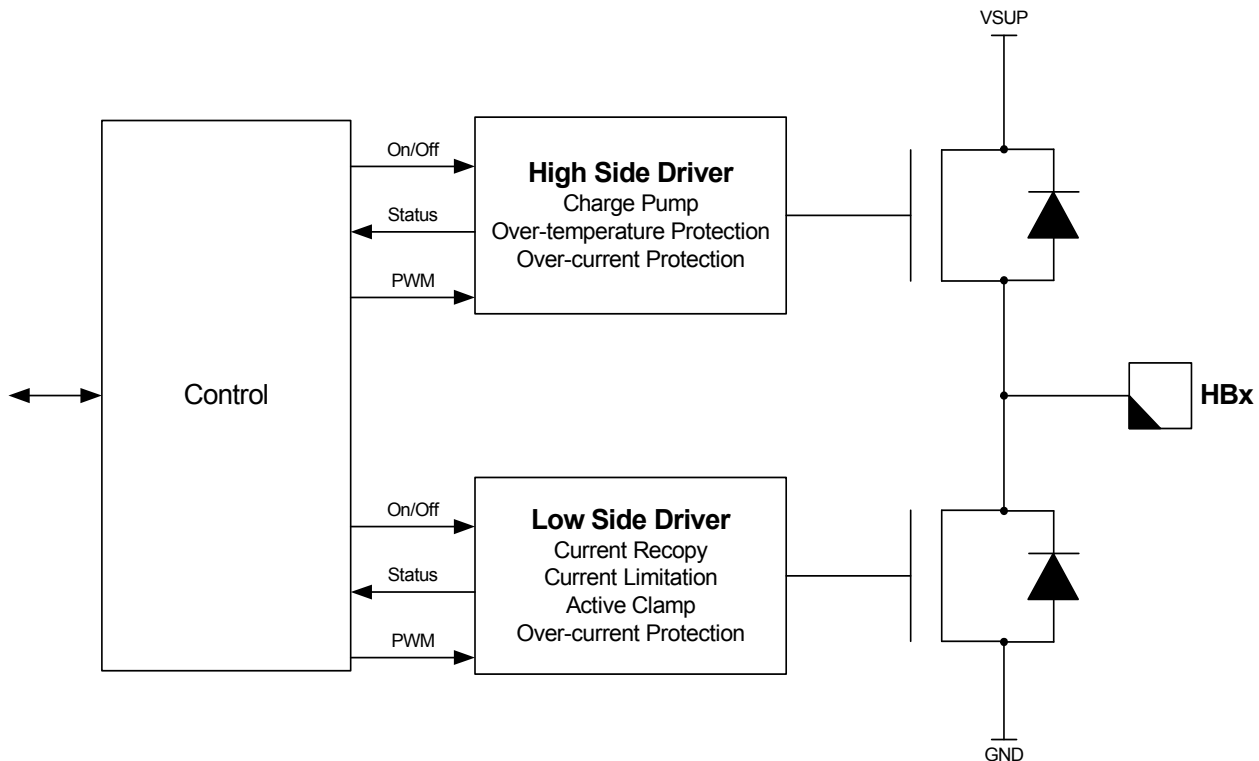 VSUP
On/Off
High Side Driver
Charge Pump
Status
Over-temperature Protection
Over-current Protection
PWM
Control
HBx
On/Off
Low Side Driver
Current Recopy
Status
Current Limitation
Active Clamp
Over-current Protection
PWM
GND